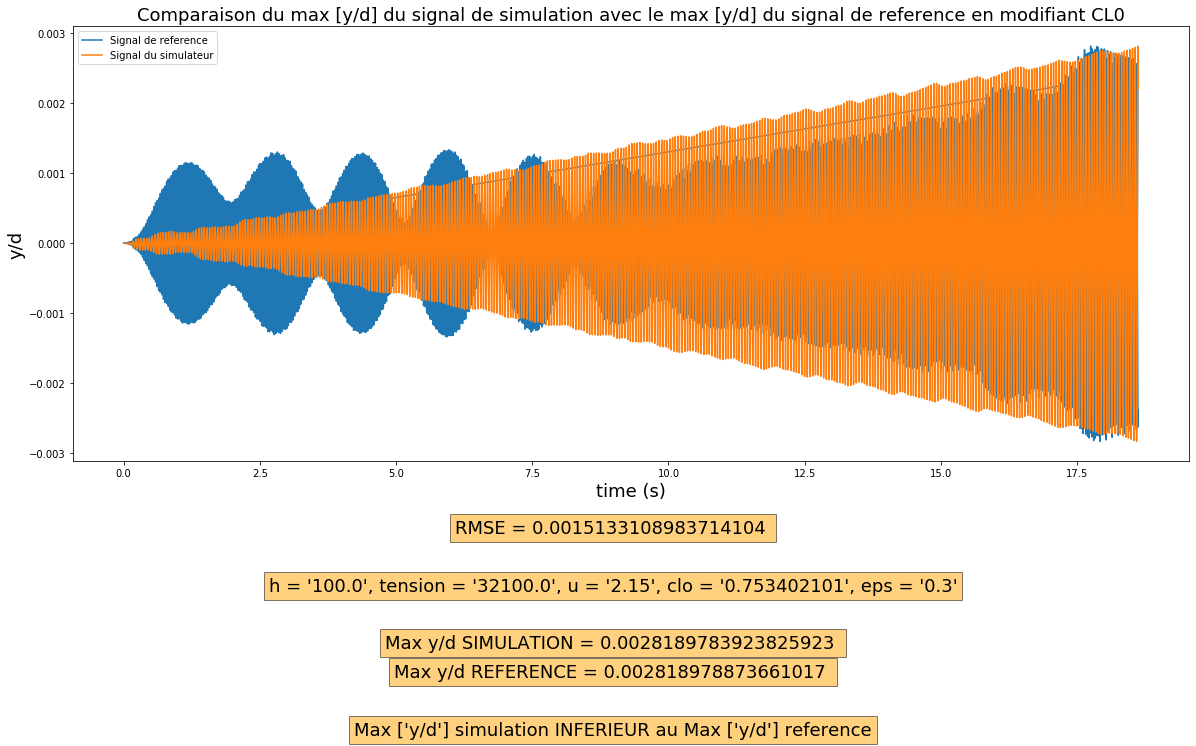 Comparaison du max [y/d] du signal de simulation avec le max [y/d] du signal de reference en modifiant CL0
Signal de reference
Signal du simulateur
0.003
0.002
0.001
0.000
−0.001
−0.002
−0.003
y/d
0.0
2.5
5.0
7.5
10.0
12.5
15.0
17.5
time (s)
RMSE = 0.0015133108983714104
h = '100.0', tension = '32100.0', u = '2.15', clo = '0.753402101', eps = '0.3'
Max y/d SIMULATION = 0.0028189783923825923
Max y/d REFERENCE = 0.002818978873661017
Max ['y/d'] simulation INFERIEUR au Max ['y/d'] reference